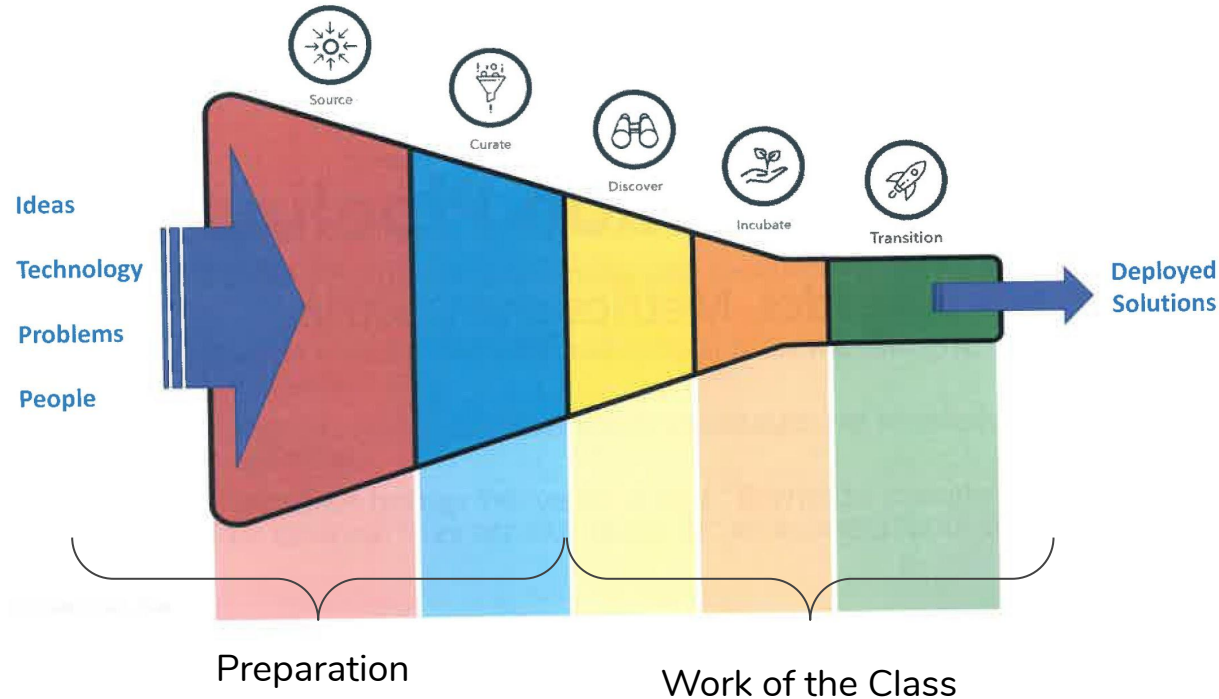 Source
Curate
Discover
Incubate
Transition
Ideas
Technology
Problems
People
Deployed
Solutions
Preparation
Work of the Class